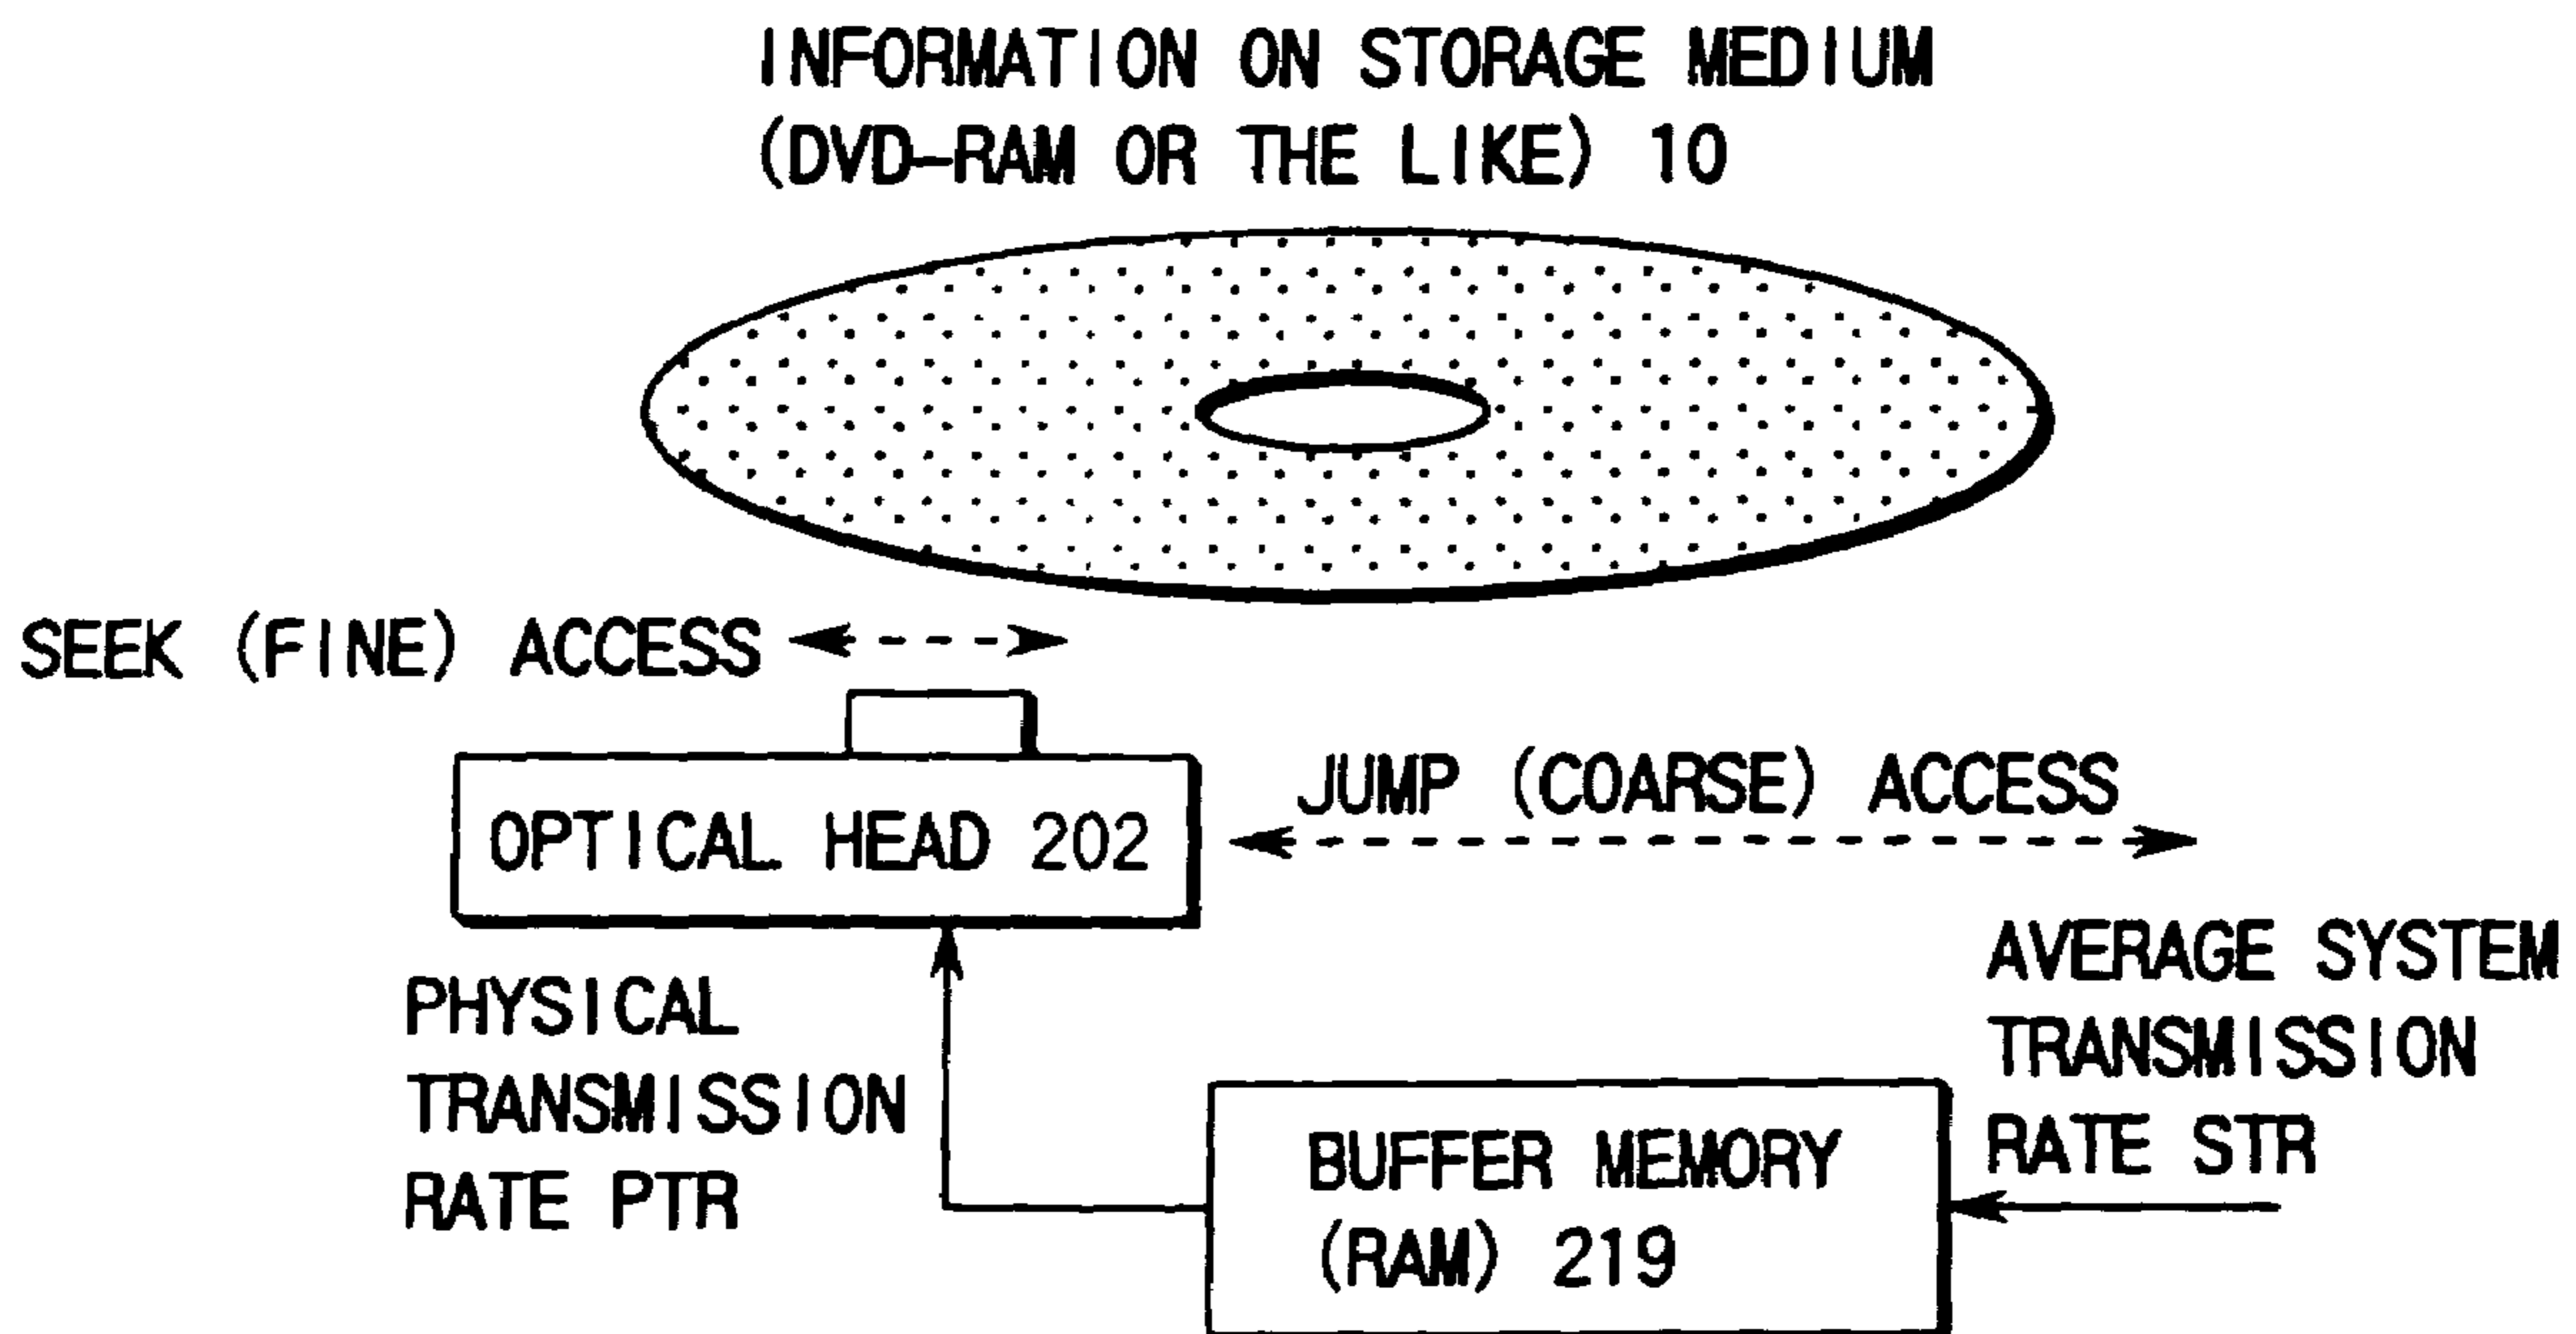 INFORMATION ON STORAGE MEDIUM
(DVD-RAM OR THE LIKE) 10
SEEK (FINE) ACCESS
OPTICAL HEAD 202
JUMP (COARSE) ACCESS
PHYSICAL
TRANSMISSION
RATE PTR
AVERAGE SYSTEM
TRANSMISSION
RATE STR
BUFFER MEMORY
(RAM) 219